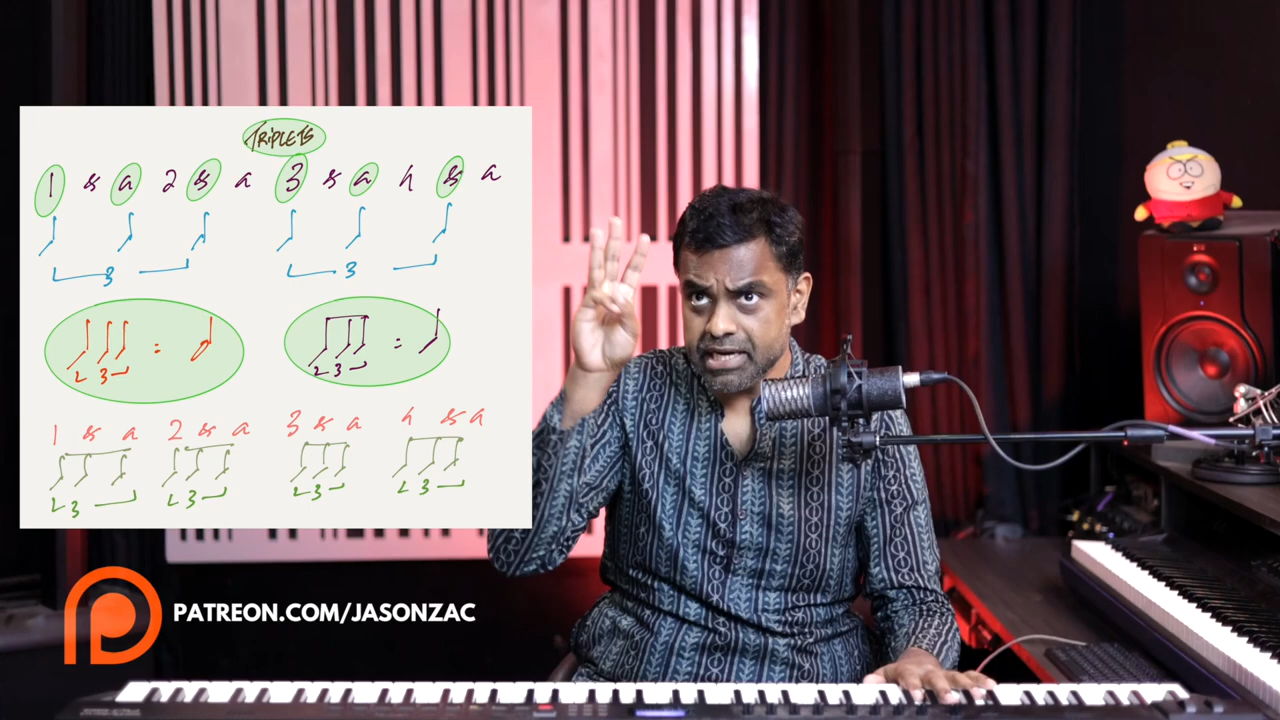 TRIPLETS
1 & a 2 & a 3 & a 4 & a
3 3
3 = 3 =
1 & a 2 & a 3 & a 4 & a
3 3 3 3
PATREON.COM/JASONZAC